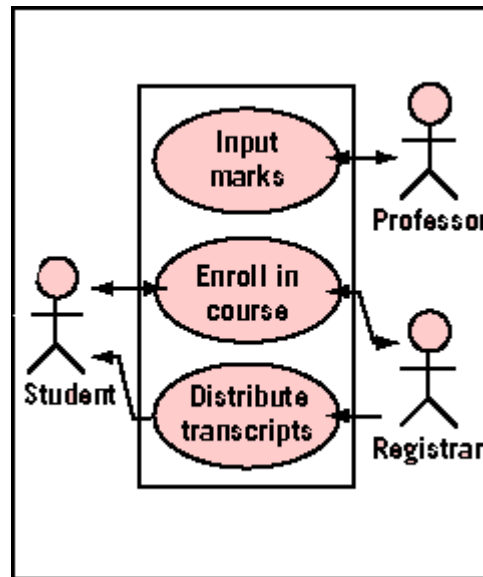 Input
marks
Professor
Enroll in
course
Student
Distribute
transcripts
Registrar